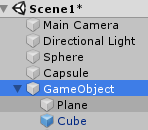 Scene1*
Main Camera
Directional Light
Sphere
Capsule
GameObject
Plane
Cube